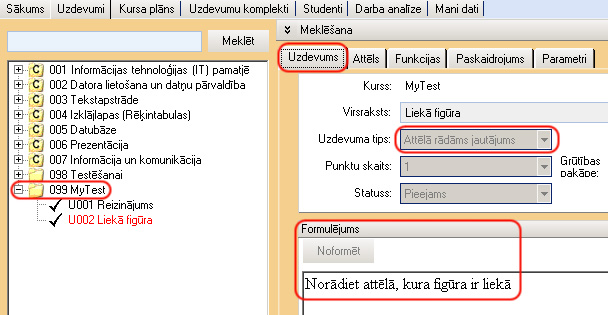 Sākums Uzdevumi Kursa plāns Uzdevumu komplekti Studenti Darba analīze Mani dati
Meklēt
001 Informācijas tehnoloģijas (IT) pamatjē
002 Datora lietošana un datņu pārvaldība
003 Tekstapstrāde
004 Izklājlapas (Rēķintabulas)
005 Datubāze
006 Prezentācija
007 Informācija un komunikācija
098 Testēšanai
099 MyTest
U001 Reizinājums
U002 Liekā figūra
Meklēšana
Uzdevums Attēls Funkcijas Paskaidrojums Parametri
Kurss: MyTest
Virsraksts: Liekā figūra
Uzdevuma tips: Attēlā rādāms jautājums
Punktu skaits: 1 Grūtības pakāpe:
Statuss: Pieejams
Formulējums
Noformēt
Norādiet attēlā, kura figūra ir liekā